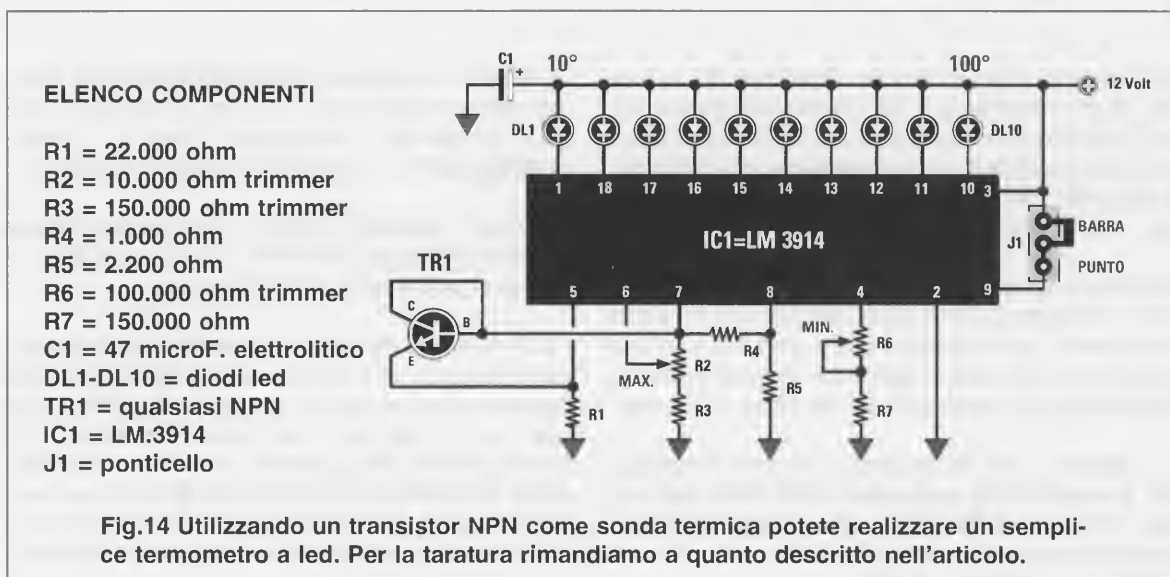 ELENCO COMPONENTI
R1 = 22.000 ohm
R2 = 10.000 ohm trimmer
R3 = 150.000 ohm trimmer
R4 = 1.000 ohm
R5 = 2.200 ohm
R6 = 100.000 ohm trimmer
R7 = 150.000 ohm
C1 = 47 microF. elettrolitico
DL1-DL10 = diodi led
TR1 = qualsiasi NPN
IC1 = LM.3914
J1 = ponticello
C1
+
10°
100°
12 Volt
DL1
DL10
1 18 17 16 15 14 13 12 11 10 3
IC1=LM 3914
J1
BARRA
PUNTO
5 6 7 8 4 2 9
TR1
C
B
E
R1
MAX.
R2
R3
R4
R5
MIN.
R6
R7
Fig.14 Utilizzando un transistor NPN come sonda termica potete realizzare un sempli-
ce termometro a led. Per la taratura rimandiamo a quanto descritto nell'articolo.